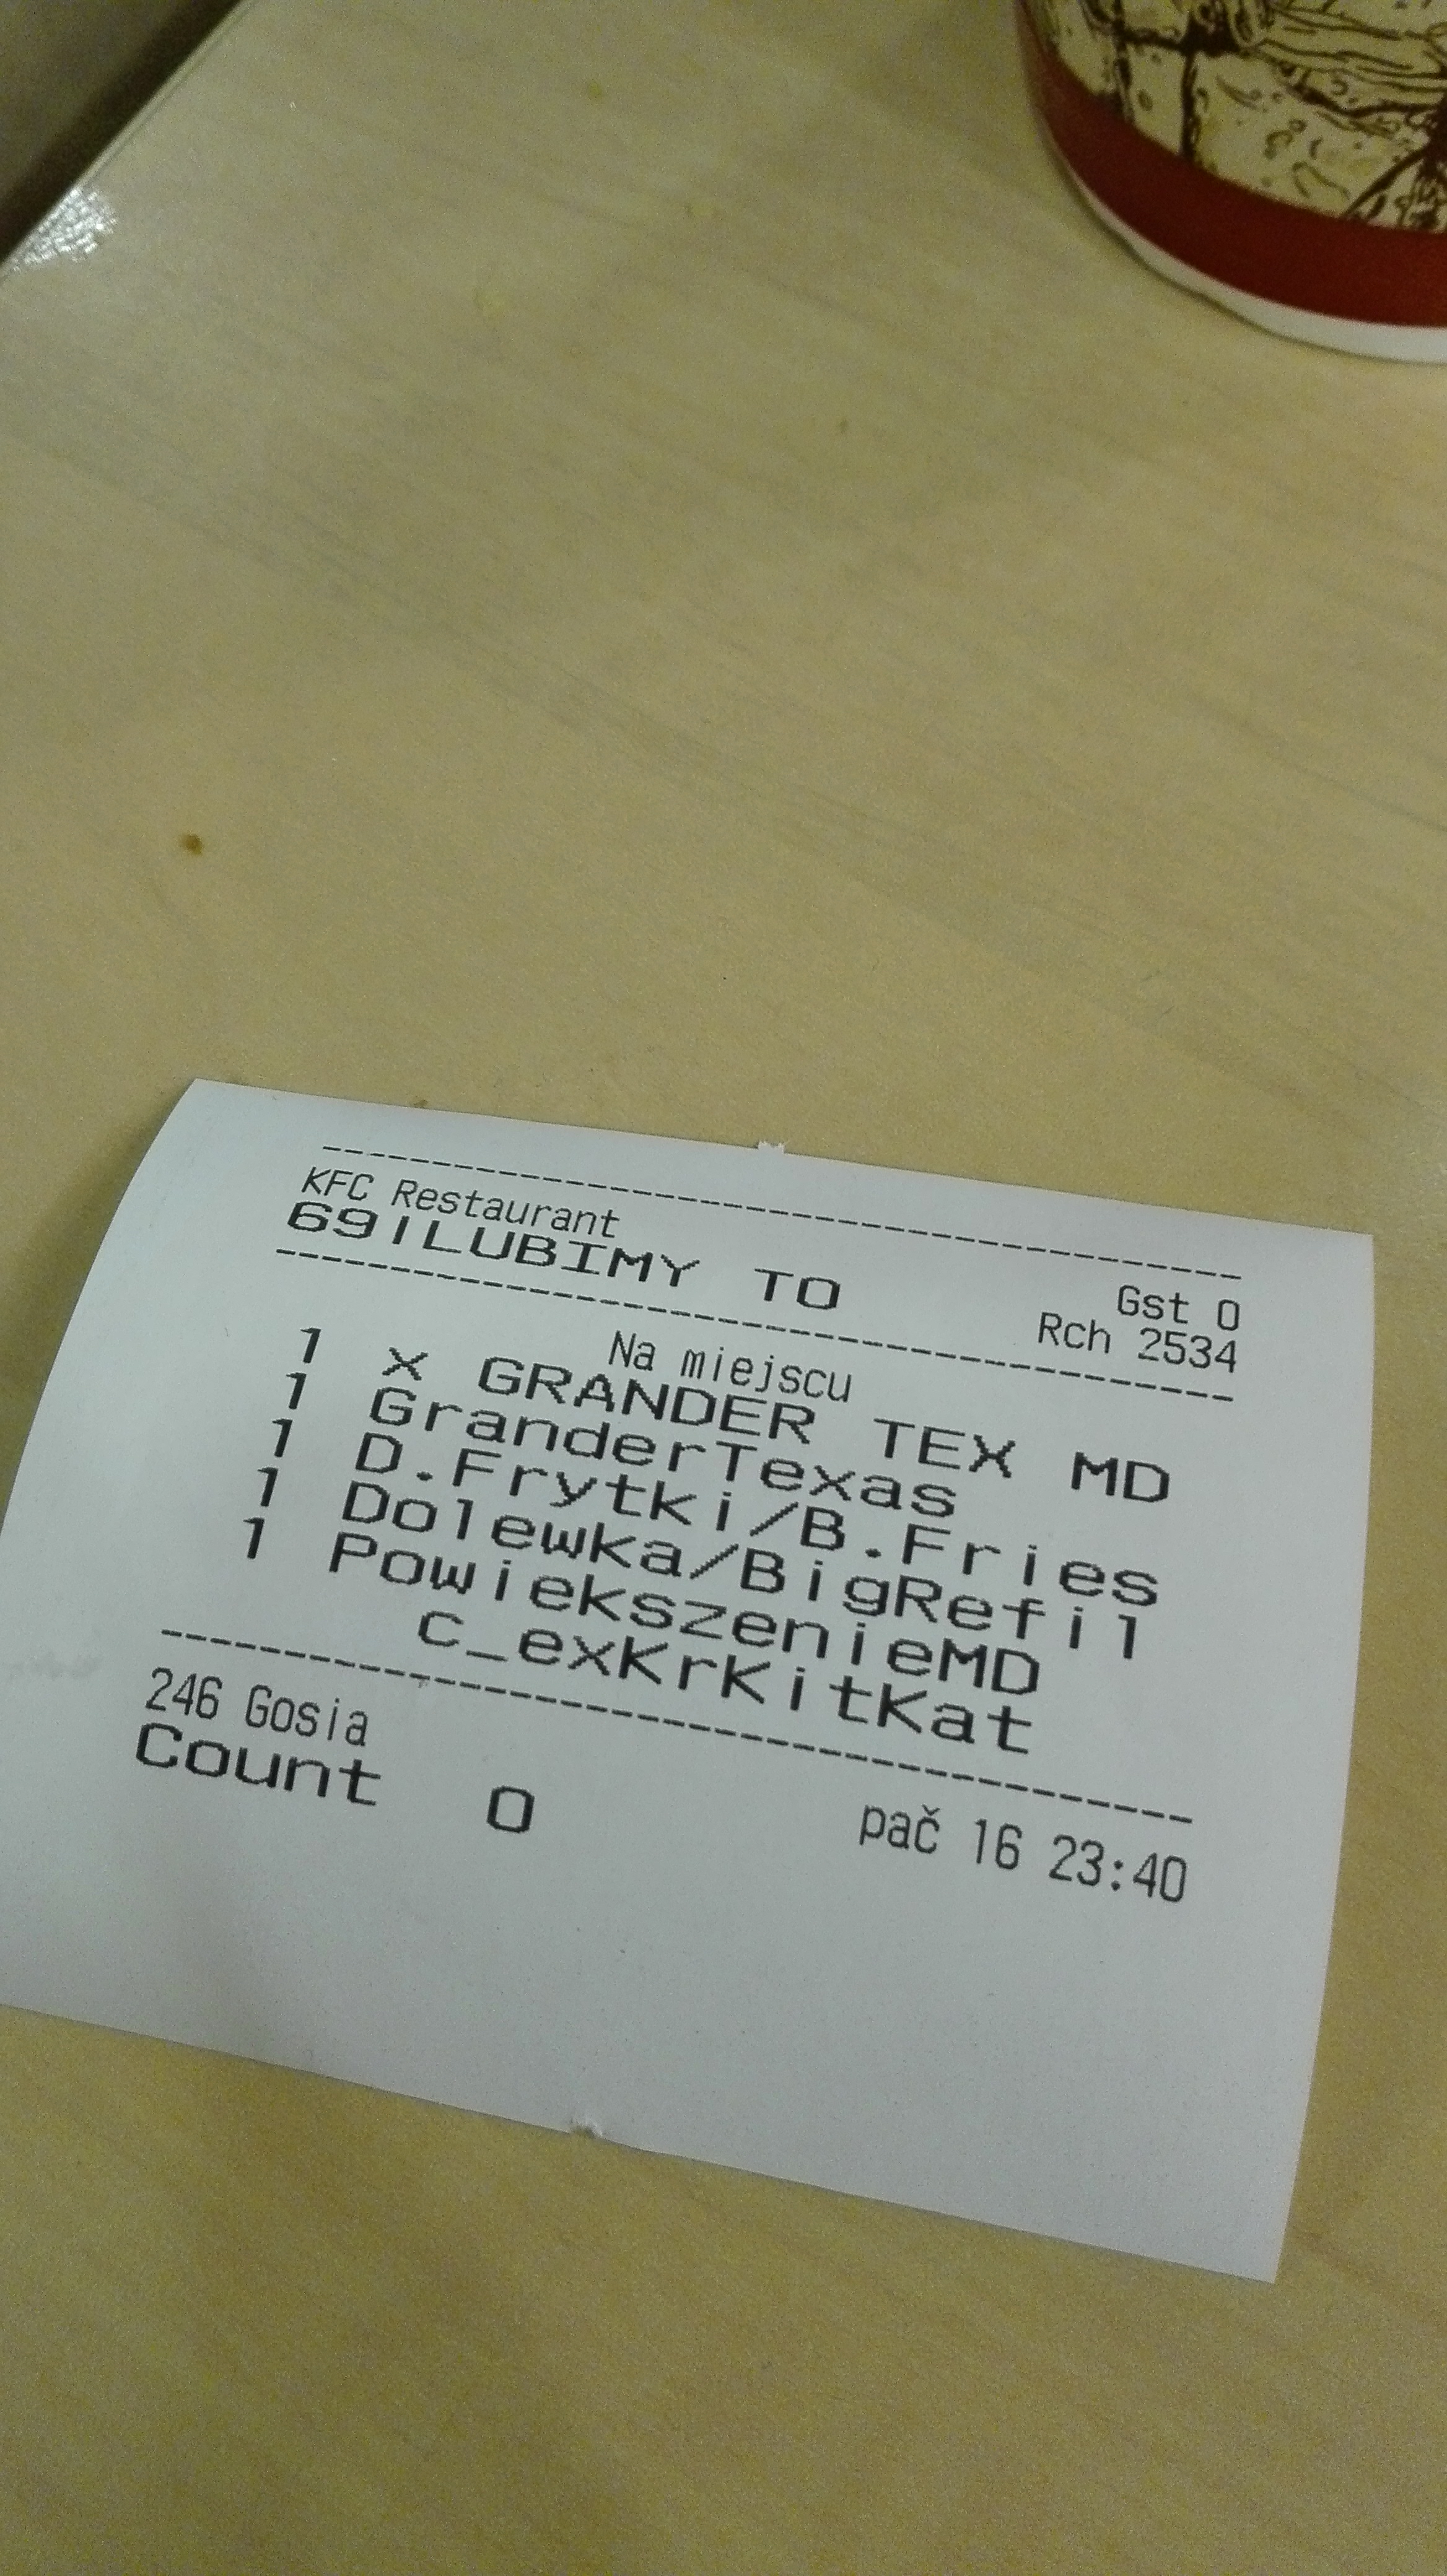 KFC Restaurant
69ILUBIMY TO
Gst 0
Rch 2534
Na miejscu
1 X GRANDER TEX MD
1 GranderTexas
1 D.Frytki/B.Fries
1 Dolewka/BigRefil
1 PowiekszenieMD
c_exKrKitKat
246 Gosia
pač 16 23:40
Count 0